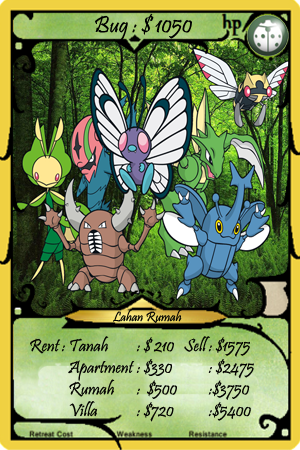 Bug : $ 1050
hp
Lahan Rumah
Rent : Tanah : $ 210 Sell : $1575
Apartment : $330 :$2475
Rumah : $500 :$3750
Villa : $720 :$5400
Retreat Cost Weakness Resistance